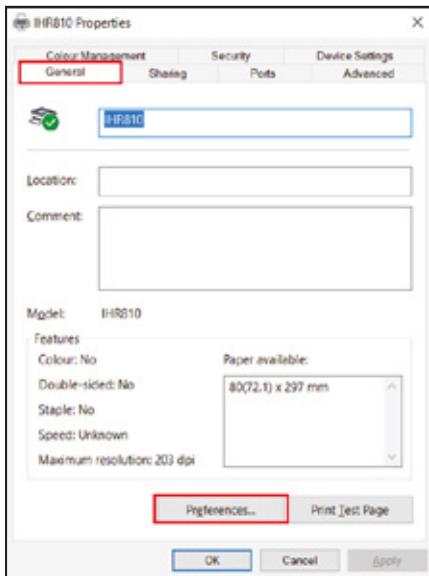 IHR810 Properties
Colour Management Security Device Settings
General Sharing Ports Advanced
IHR810
Location:
Comment:
Model: IHR810
Features
Colour: No Paper available:
Double-sided: No 80(72.1) x 297 mm
Staple: No
Speed: Unknown
Maximum resolution: 203 dpi
Preferences... Print Test Page
OK Cancel Apply